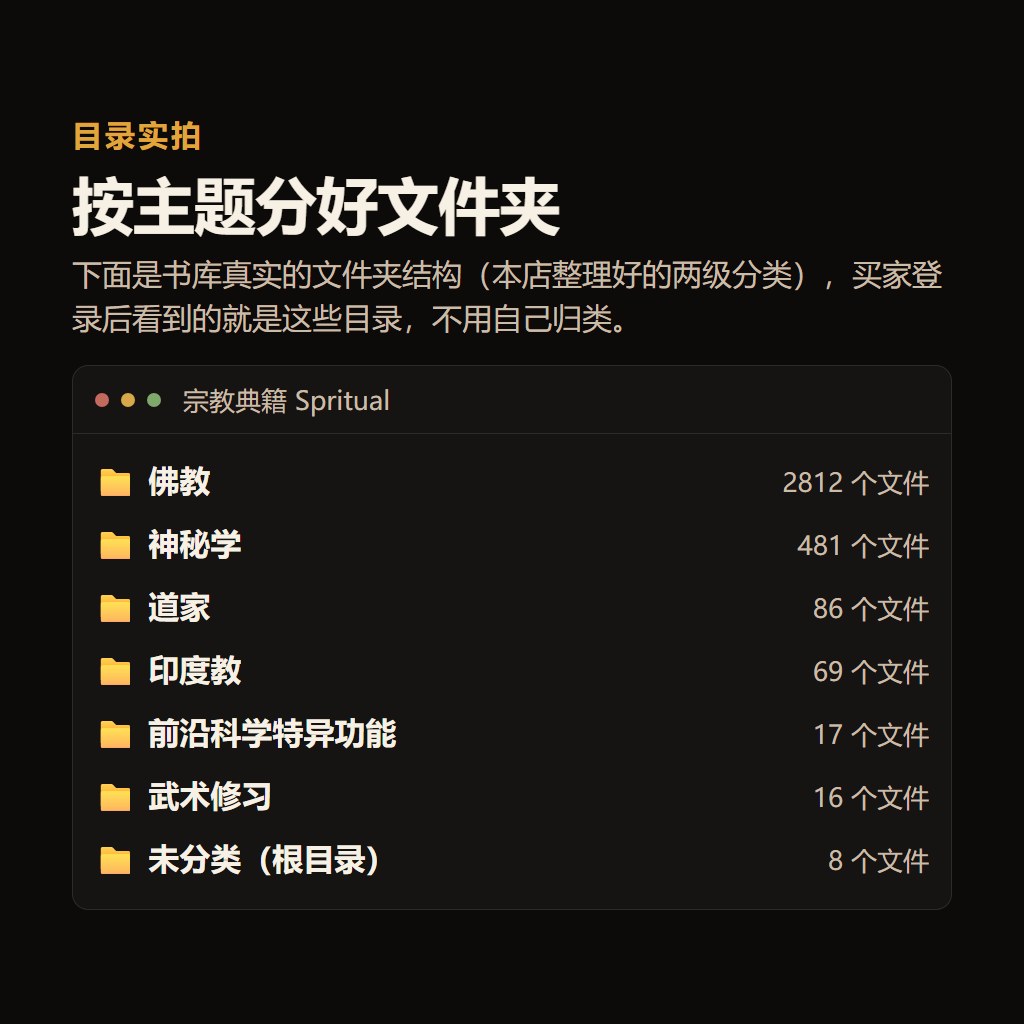 目录实拍
按主题分好文件夹
下面是书库真实的文件夹结构（本店整理好的两级分类），买家登
录后看到的就是这些目录，不用自己归类。
宗教典籍 Spritual
佛教 2812 个文件
神秘学 481 个文件
道家 86 个文件
印度教 69 个文件
前沿科学特异功能 17 个文件
武术修习 16 个文件
未分类（根目录） 8 个文件